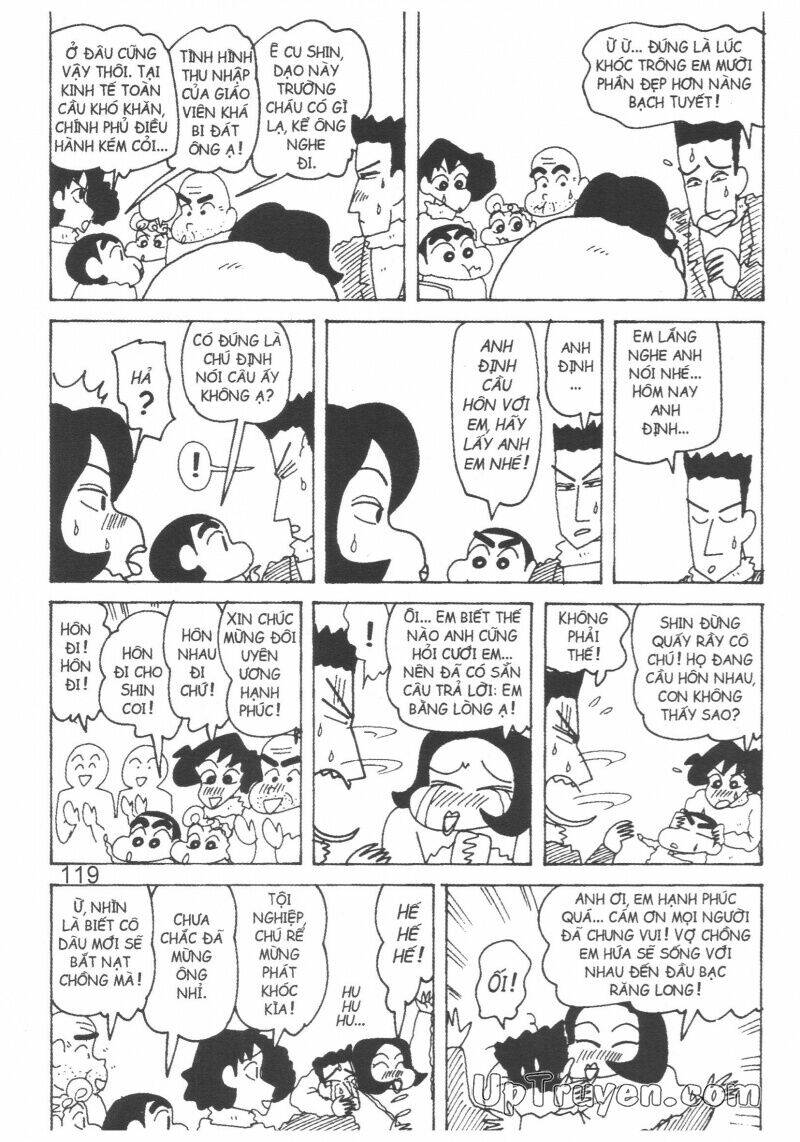 Ừ Ừ... ĐÚNG LÀ LÚC
KHÓC TRÔNG EM MƯỜI
PHẦN ĐẸP HƠN NÀNG
BẠCH TUYẾT!
Ê CU SHIN,
DẠO NÀY
TRƯỜNG
CHÁU CÓ GÌ
LẠ, KỂ ÔNG
NGHE
ĐI.
TÌNH HÌNH
THU NHẬP
CỦA GIÁO
VIÊN KHÁ
BI ĐÁT
ÔNG Ạ!
Ở ĐÂU CŨNG
VẬY THÔI. TẠI
KINH TẾ TOÀN
CẦU KHÓ KHĂN,
CHÍNH PHỦ ĐIỀU
HÀNH KÉM CỎI...
EM LẮNG
NGHE ANH
NÓI NHÉ...
HÔM NAY
ANH
ĐỊNH...
ANH
ĐỊNH
...
ANH
ĐỊNH
CẦU
HÔN VỚI
EM, HÃY
LẤY ANH
EM NHÉ!
CÓ ĐÚNG LÀ
CHÚ ĐỊNH
NÓI CÂU ẤY
KHÔNG Ạ?
!
HẢ
?
SHIN ĐỪNG
QUẤY RẦY CÔ
CHÚ! HỌ ĐANG
CẦU HÔN NHAU,
CON KHÔNG
THẤY SAO?
KHÔNG
PHẢI
THẾ!
ÔI... EM BIẾT THẾ
NÀO ANH CŨNG
HỎI CƯỚI EM...
NÊN ĐÃ CÓ SẴN
CÂU TRẢ LỜI: EM
BẰNG LÒNG Ạ!
!
XIN CHÚC
MỪNG ĐÔI
UYÊN
ƯƠNG
HẠNH
PHÚC!
HÔN
NHAU
ĐI
CHỨ!
HÔN
ĐI CHO
SHIN
COI!
HÔN
ĐI!
HÔN
ĐI!
119
ANH ƠI, EM HẠNH PHÚC
QUÁ... CÁM ƠN MỌI NGƯỜI
ĐÃ CHUNG VUI! VỢ CHỒNG
EM HỨA SẼ SỐNG VỚI
NHAU ĐẾN ĐẦU BẠC
RĂNG LONG!
ỐI!
HẾ
HẾ
HẾ!
HU
HU
HU...
TỘI
NGHIỆP,
CHÚ RỂ
MỪNG
PHÁT
KHÓC
KÌA!
CHƯA
CHẮC ĐÃ
MỪNG
ÔNG
NHỈ.
Ừ, NHÌN
LÀ BIẾT CÔ
DÂU MỚI SẼ
BẮT NẠT
CHỒNG MÀ!
UpTruyen.com